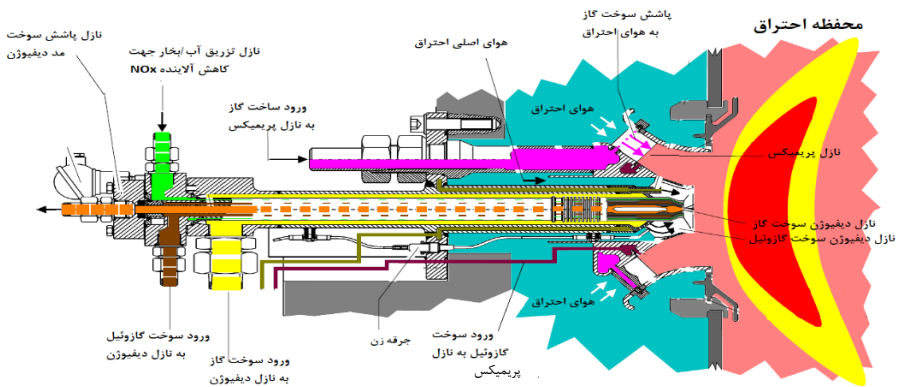 محفظه احتراق
پاشش سوخت گاز
به هوای احتراق
هوای اصلی احتراق
نازل تزریق آب/بخار جهت
کاهش آلاینده NOx
نازل پاشش سوخت
مد دیفیوژن
ورود ساخت گاز
به نازل پریمیکس
هوای احتراق
نازل پریمیکس
نازل دیفیوژن سوخت گاز
نازل دیفیوژن سوخت گازوئیل
هوای احتراق
ورود سوخت
گازوئیل به نازل
پریمیکس
جرقه زن
ورود سوخت گاز
به نازل دیفیوژن
ورود سوخت گازوئیل
به نازل دیفیوژن